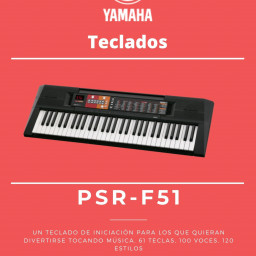 YAMAHA
Teclados
PSR-F51
UN TECLADO DE INICIACIÓN PARA LOS QUE QUIERAN
DIVERTIRSE TOCANDO MÚSICA. 61 TECLAS, 100 VOCES, 120
ESTILOS